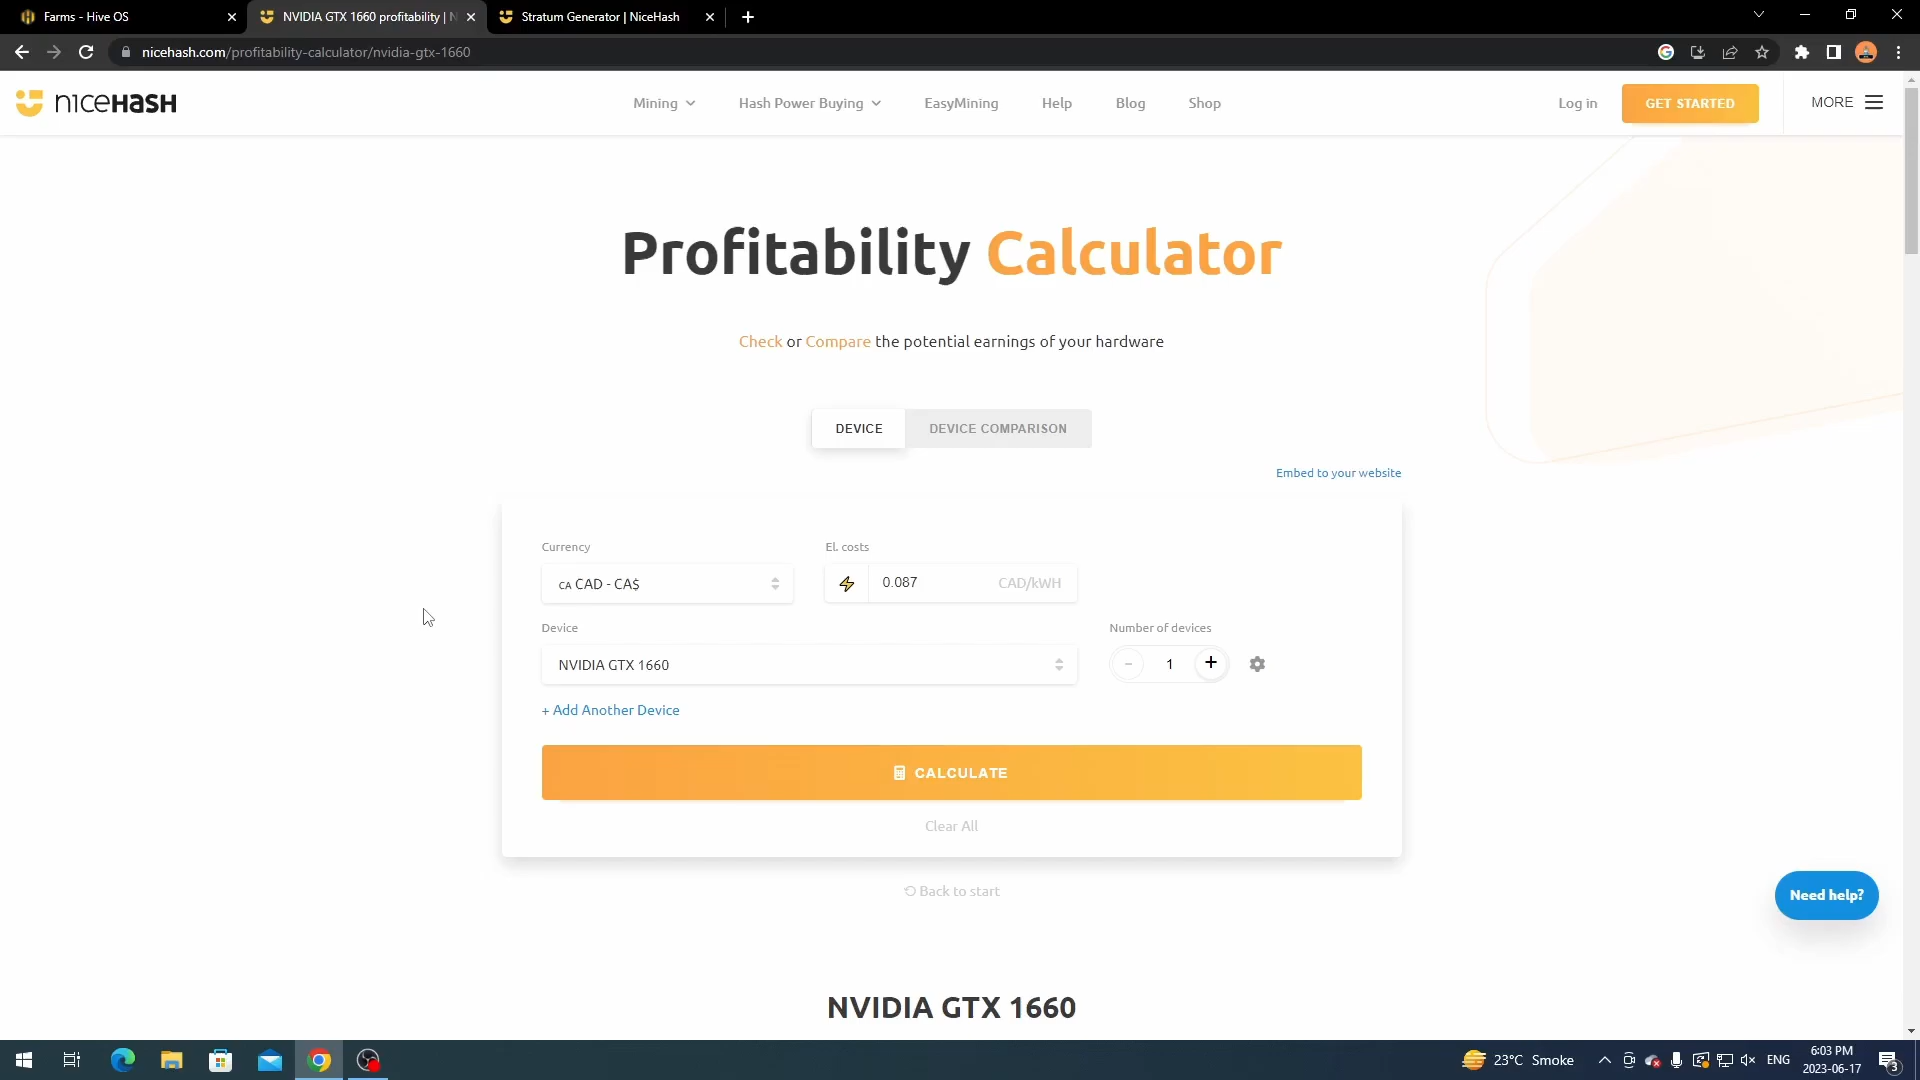 Farms - Hive OS
NVIDIA GTX 1660 profitability | N
Stratum Generator | NiceHash
nicehash.com/profitability-calculator/nvidia-gtx-1660
niceHASH
Mining
Hash Power Buying
EasyMining
Help
Blog
Shop
Log in
GET STARTED
MORE
Profitability Calculator
Check or Compare the potential earnings of your hardware
DEVICE
DEVICE COMPARISON
Embed to your website
Currency
El. costs
CA CAD - CA$
0.087
CAD/kWH
Device
Number of devices
NVIDIA GTX 1660
- 1 +
+ Add Another Device
CALCULATE
Clear All
Back to start
Need help?
NVIDIA GTX 1660
23°C Smoke
ENG
6:03 PM
2023-06-17
3